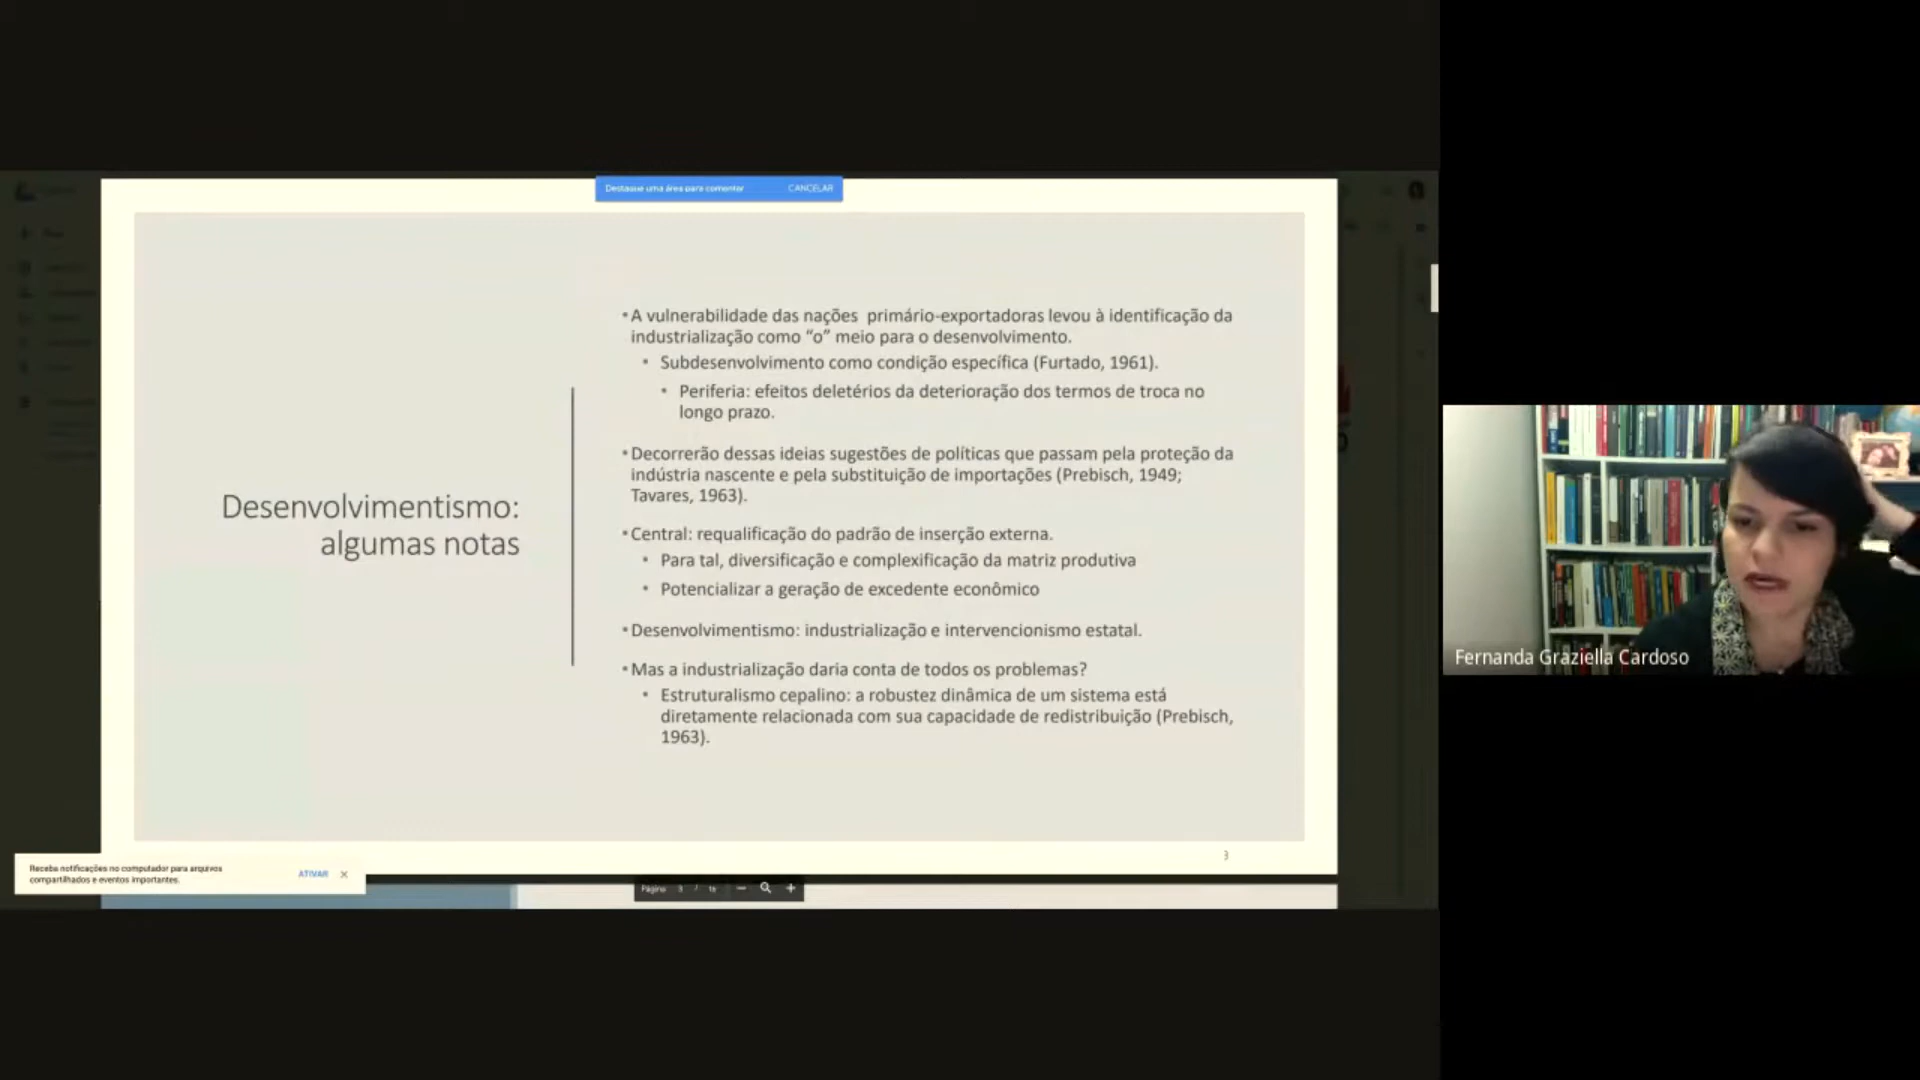 Destaque uma área para comentar CANCELAR
Desenvolvimentismo:
algumas notas
•A vulnerabilidade das nações primário-exportadoras levou à identificação da
industrialização como “o” meio para o desenvolvimento.
• Subdesenvolvimento como condição específica (Furtado, 1961).
• Periferia: efeitos deletérios da deterioração dos termos de troca no
longo prazo.
•Decorrerão dessas ideias sugestões de políticas que passam pela proteção da
indústria nascente e pela substituição de importações (Prebisch, 1949;
Tavares, 1963).
•Central: requalificação do padrão de inserção externa.
• Para tal, diversificação e complexificação da matriz produtiva
• Potencializar a geração de excedente econômico
•Desenvolvimentismo: industrialização e intervencionismo estatal.
•Mas a industrialização daria conta de todos os problemas?
• Estruturalismo cepalino: a robustez dinâmica de um sistema está
diretamente relacionada com sua capacidade de redistribuição (Prebisch,
1963).
3
Receba notificações no computador para arquivos
compartilhados e eventos importantes.
ATIVAR
Página 3 /
Fernanda Graziella Cardoso